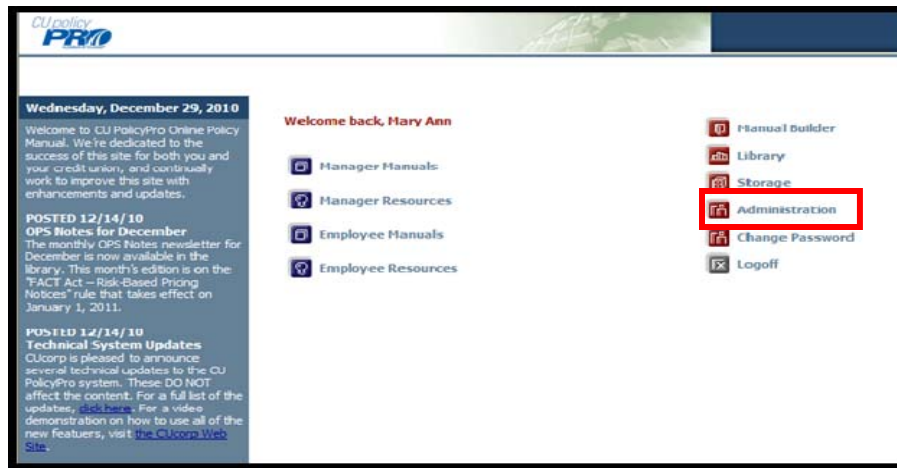 CU policy
PRO
Wednesday, December 29, 2010
Welcome to CU PolicyPro Online Policy
Manual. We're dedicated to the
success of this site for both you and
your credit union, and continually
work to improve this site with
enhancements and updates.
POSTED 12/14/10
OPS Notes for December
The monthly OPS Notes newsletter for
December is now available in the
library. This month's edition is on the
"FACT Act – Risk-Based Pricing
Notices" rule that takes effect on
January 1, 2011.
POSTED 12/14/10
Technical System Updates
CUcorp is pleased to announce
several technical updates to the CU
PolicyPro system. These DO NOT
affect the content. For a full list of the
updates, click here. For a video
demonstration on how to use all of the
new featuers, visit the CUcorp Web
Site.
Welcome back, Mary Ann
Manager Manuals
Manager Resources
Employee Manuals
Employee Resources
Manual Builder
Library
Storage
Administration
Change Password
Logoff